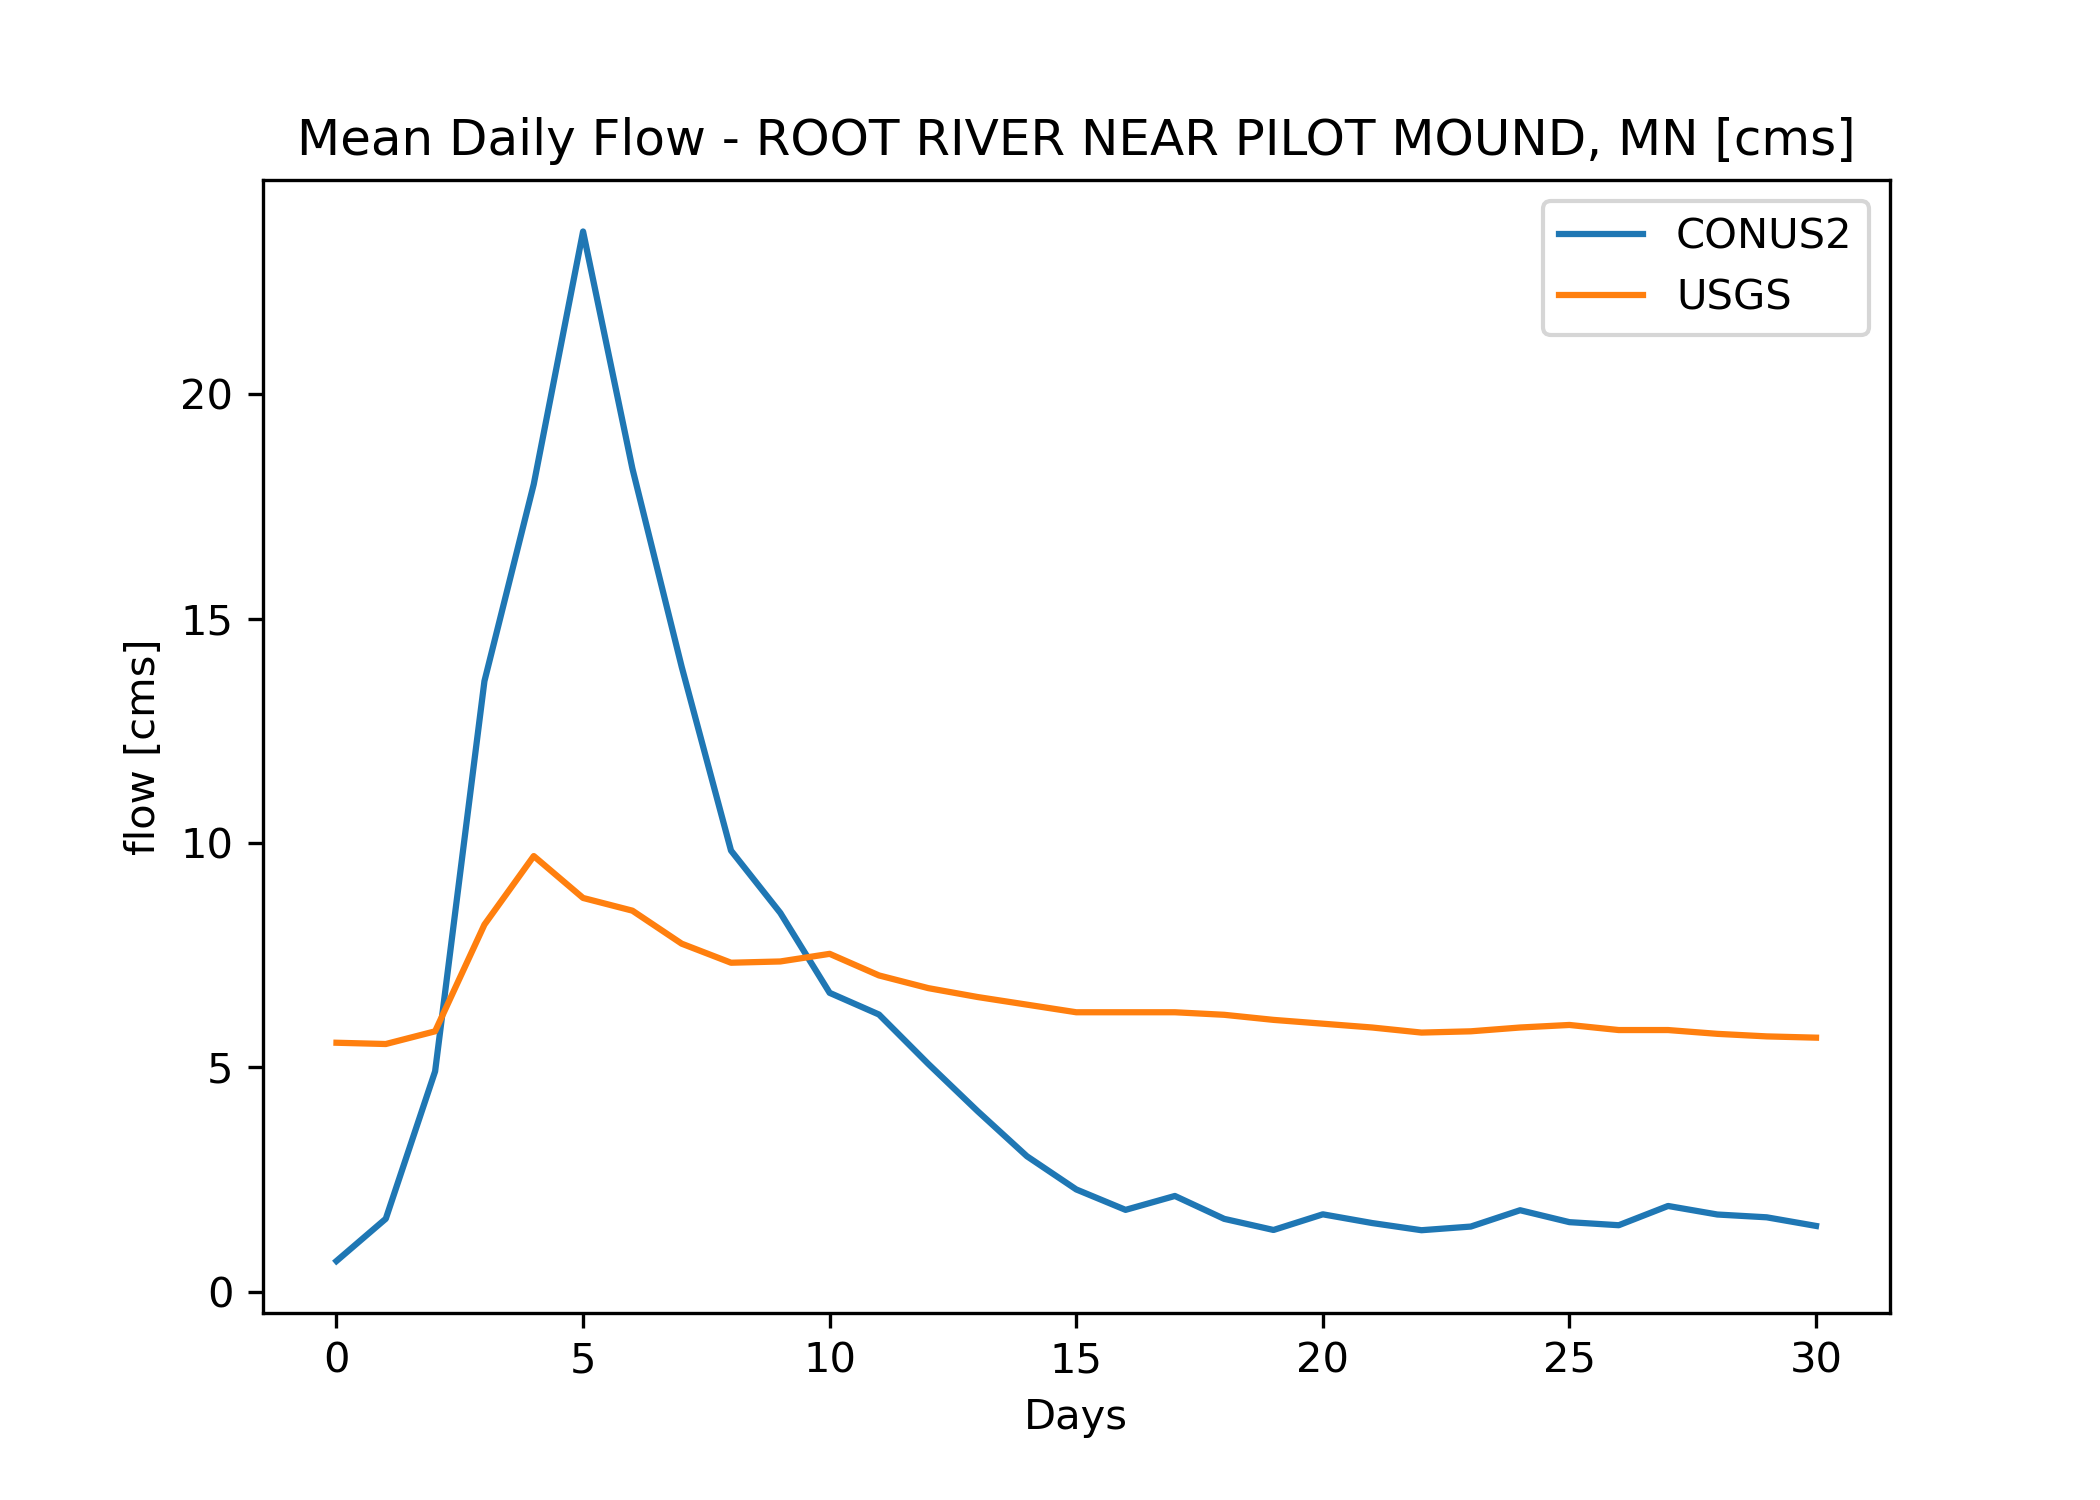 Mean Daily Flow - ROOT RIVER NEAR PILOT MOUND, MN [cms]
CONUS2
USGS
flow [cms]
20
15
10
5
0
0 5 10 15 20 25 30
Days